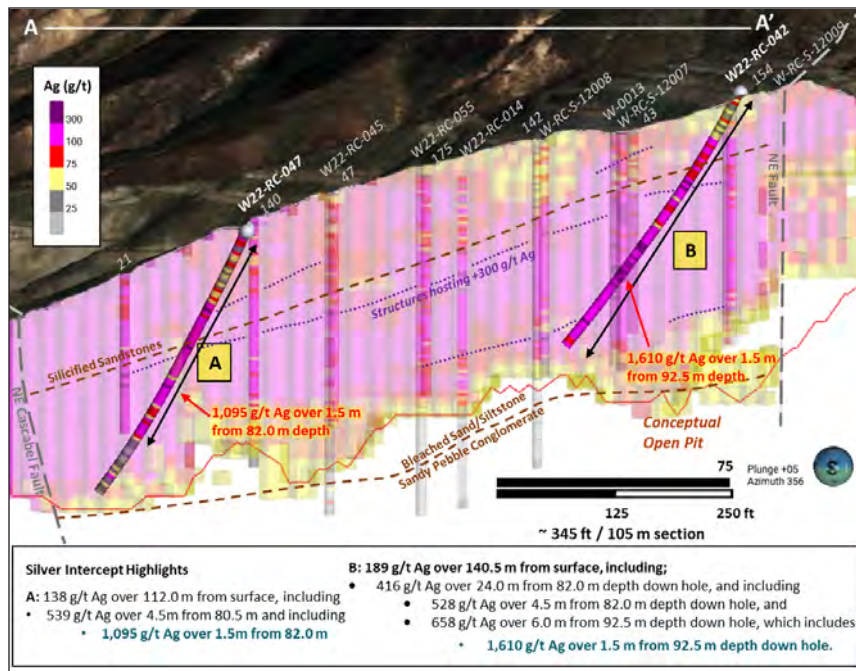 A
A'
Ag (g/t)
300
100
75
50
25
21
W22-RC-047
140
W22-RC-045
47
W22-RC-055
175
W22-RC-014
142
W-RC-S-12008
W-0013
W-RC-S-12007
43
W22-RC-042
154
W-RC-S-12009
NE Fault
Structures hosting +300 g/t Ag
Silicified Sandstones
B
A
1,610 g/t Ag over 1.5 m
from 92.5 m depth
1,095 g/t Ag over 1.5 m
from 82.0 m depth
NE Cascabel Fault
Bleached Sand/Siltstone
Sandy Pebble Conglomerate
Conceptual
Open Pit
75
Plunge +05
Azimuth 356
125
250 ft
~ 345 ft / 105 m section
Silver Intercept Highlights
A: 138 g/t Ag over 112.0 m from surface, including
• 539 g/t Ag over 4.5m from 80.5 m and including
• 1,095 g/t Ag over 1.5m from 82.0 m
B: 189 g/t Ag over 140.5 m from surface, including;
• 416 g/t Ag over 24.0 m from 82.0 m depth down hole, and including
• 528 g/t Ag over 4.5 m from 82.0 m depth down hole, and
• 658 g/t Ag over 6.0 m from 92.5 m depth down hole, which includes
• 1,610 g/t Ag over 1.5 m from 92.5 m depth down hole.